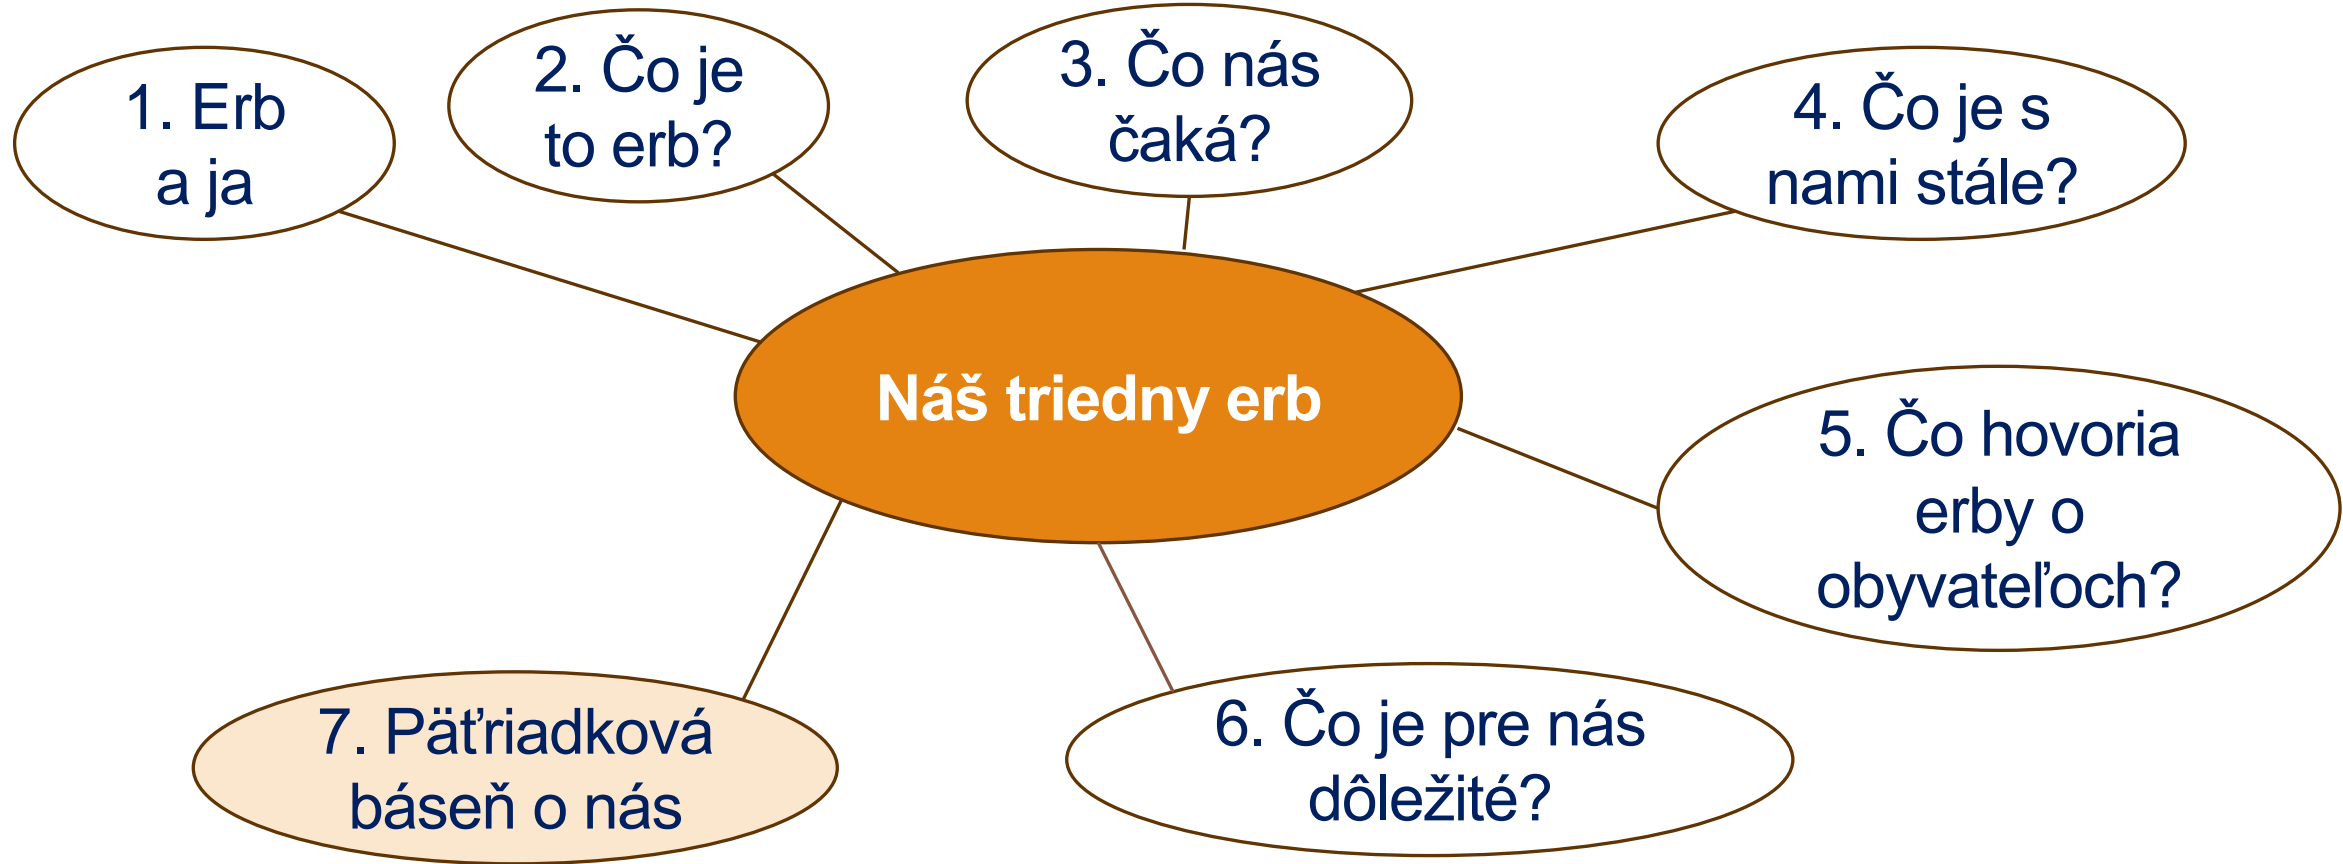 1. Erb
a ja
2. Čo je
to erb?
3. Čo nás
čaká?
4. Čo je s
nami stále?
Náš triedny erb
5. Čo hovoria
erby o
obyvateľoch?
6. Čo je pre nás
dôležité?
7. Päťriadková
báseň o nás